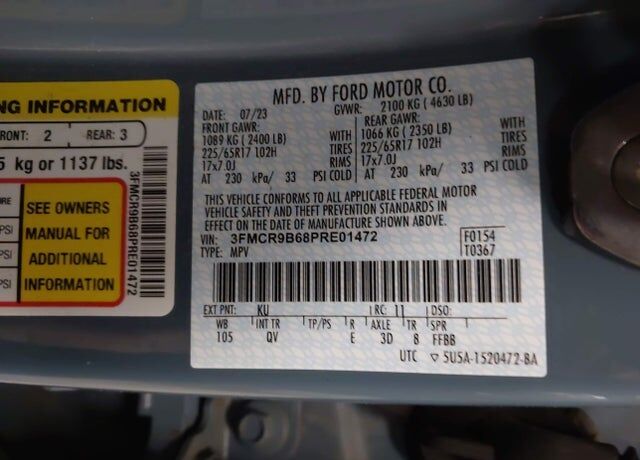 NG INFORMATION
FRONT: 2 REAR: 3
5 kg or 1137 lbs.
SEE OWNERS
MANUAL FOR
ADDITIONAL
INFORMATION
URE
PSI
PSI
PSI
3FMCR9B68PRE01472
MFD. BY FORD MOTOR CO.
DATE: 07/23 GVWR: 2100 KG ( 4630 LB)
FRONT GAWR: REAR GAWR:
1089 KG ( 2400 LB) WITH 1066 KG ( 2350 LB) WITH
225/65R17 102H TIRES 225/65R17 102H TIRES
17x7.0J RIMS 17x7.0J RIMS
AT 230 kPa/ 33 PSI COLD AT 230 kPa/ 33 PSI COLD
THIS VEHICLE CONFORMS TO ALL APPLICABLE FEDERAL MOTOR
VEHICLE SAFETY AND THEFT PREVENTION STANDARDS IN
EFFECT ON THE DATE OF MANUFACTURE SHOWN ABOVE.
VIN: 3FMCR9B68PRE01472 F0154
TYPE: MPV T0367
EXT PNT: KU RC: 11 DSO:
WB INT TR TP/PS R AXLE TR SPR
105 QV E 3D 8 FFBB
UTC ▽ 5U5A-1520472-BA